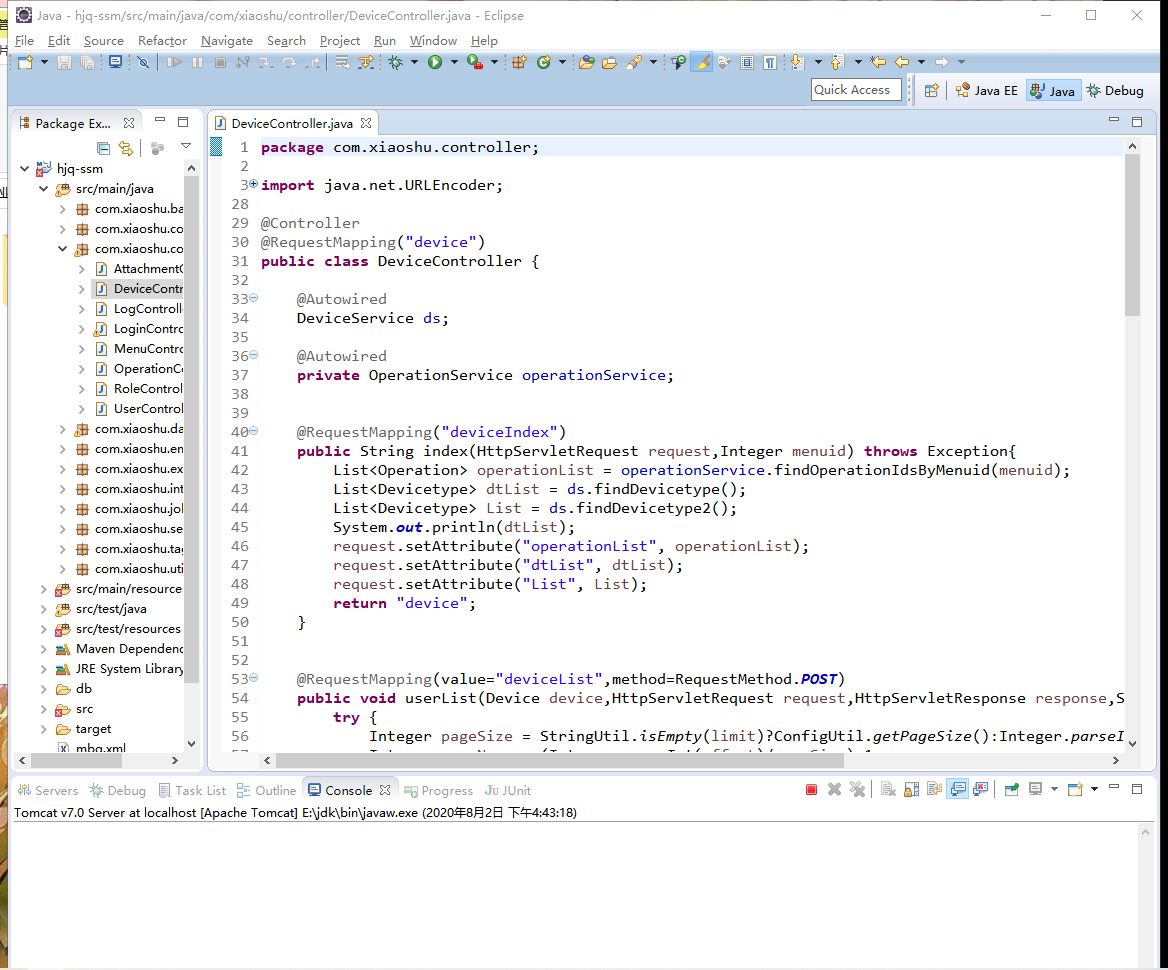 Java - hjq-ssm/src/main/java/com/xiaoshu/controller/DeviceController.java - Eclipse
File Edit Source Refactor Navigate Search Project Run Window Help
Quick Access Java EE Java Debug
Package Ex...
DeviceController.java
hjq-ssm
src/main/java
com.xiaoshu.ba
com.xiaoshu.co
com.xiaoshu.co
AttachmentC
DeviceContr
LogControll
LoginContro
MenuContro
OperationCo
RoleControl
UserControl
com.xiaoshu.da
com.xiaoshu.en
com.xiaoshu.ex
com.xiaoshu.int
com.xiaoshu.jol
com.xiaoshu.se
com.xiaoshu.tag
com.xiaoshu.uti
src/main/resource
src/test/java
src/test/resources
Maven Dependenc
JRE System Library
db
src
target
mbg.xml
1 package com.xiaoshu.controller;
2
3 import java.net.URLEncoder;
28
29 @Controller
30 @RequestMapping("device")
31 public class DeviceController {
32
33 @Autowired
34 DeviceService ds;
35
36 @Autowired
37 private OperationService operationService;
38
39
40 @RequestMapping("deviceIndex")
41 public String index(HttpServletRequest request,Integer menuid) throws Exception{
42 List<Operation> operationList = operationService.findOperationIdsByMenuid(menuid);
43 List<Devicetype> dtList = ds.findDevicetype();
44 List<Devicetype> List = ds.findDevicetype2();
45 System.out.println(dtList);
46 request.setAttribute("operationList", operationList);
47 request.setAttribute("dtList", dtList);
48 request.setAttribute("List", List);
49 return "device";
50 }
51
52
53 @RequestMapping(value="deviceList",method=RequestMethod.POST)
54 public void userList(Device device,HttpServletRequest request,HttpServletResponse response,S
55 try {
56 Integer pageSize = StringUtil.isEmpty(limit)?ConfigUtil.getPageSize():Integer.parseI
Servers Debug Task List Outline Console Progress JUnit
Tomcat v7.0 Server at localhost [Apache Tomcat] E:\jdk\bin\javaw.exe (2020年8月2日 下午4:43:18)